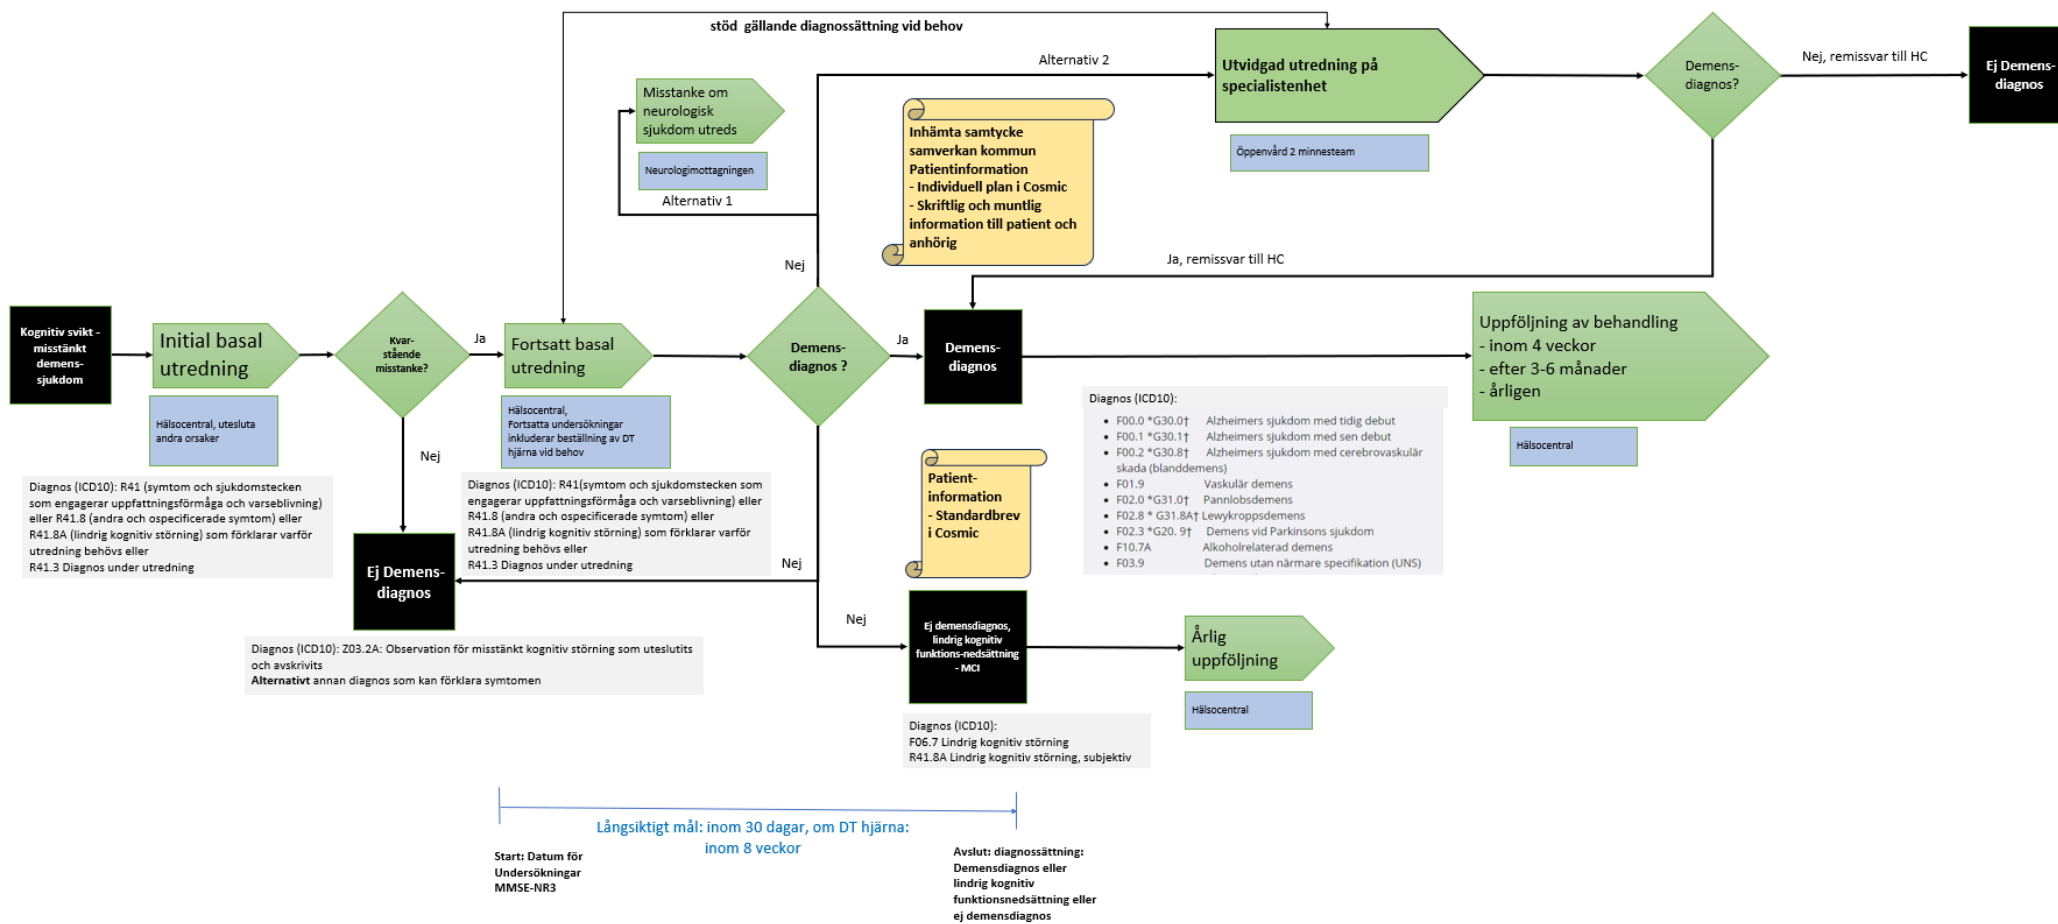 stöd  gällande diagnossättning vid behov
Alternativ 2
Utvidgad utredning på
specialistenhet
Öppenvård 2 minnesteam
Demens-
diagnos?
Nej, remissvar till HC
Ej Demens-
diagnos
Misstanke om
neurologisk
sjukdom utreds
Neurologimottagningen
Alternativ 1
Inhämta samtycke
samverkan kommun
Patientinformation
- Individuell plan i Cosmic
- Skriftlig och muntlig
information till patient och
anhörig
Nej
Ja, remissvar till HC
Kognitiv svikt –
misstänkt
demens-
sjukdom
Initial basal
utredning
Hälsocentral, utesluta
andra orsaker
Kvar-
stående
misstanke?
Ja
Nej
Fortsatt basal
utredning
Hälsocentral,
Fortsatta undersökningar
inkluderar beställning av DT
hjärna vid behov
Demens-
diagnos ?
Ja
Demens-
diagnos
Uppföljning av behandling
- inom 4 veckor
- efter 3-6 månader
- årligen
Hälsocentral
Diagnos (ICD10): R41 (symtom och sjukdomstecken
som engagerar uppfattningsförmåga och varseblivning)
eller R41.8 (andra och ospecificerade symtom) eller
R41.8A (lindrig kognitiv störning) som förklarar varför
utredning behövs eller
R41.3 Diagnos under utredning
Diagnos (ICD10): R41(symtom och sjukdomstecken som
engagerar uppfattningsförmåga och varseblivning) eller
R41.8 (andra och ospecificerade symtom) eller
R41.8A (lindrig kognitiv störning) som förklarar varför
utredning behövs eller
R41.3 Diagnos under utredning
Patient-
information
- Standardbrev
i Cosmic
Diagnos (ICD10):
• F00.0 *G30.0† Alzheimers sjukdom med tidig debut
• F00.1 *G30.1† Alzheimers sjukdom med sen debut
• F00.2 *G30.8† Alzheimers sjukdom med cerebrovaskulär
skada (blanddemens)
• F01.9 Vaskulär demens
• F02.0 *G31.0† Pannlobsdemens
• F02.8 * G31.8A† Lewykroppsdemens
• F02.3 *G20. 9† Demens vid Parkinsons sjukdom
• F10.7A Alkoholrelaterad demens
• F03.9 Demens utan närmare specifikation (UNS)
Ej Demens-
diagnos
Nej
Diagnos (ICD10): Z03.2A: Observation för misstänkt kognitiv störning som uteslutits
och avskrivits
Alternativt annan diagnos som kan förklara symtomen
Nej
Ej demensdiagnos,
lindrig kognitiv
funktions-nedsättning
- MCI
Årlig
uppföljning
Hälsocentral
Diagnos (ICD10):
F06.7 Lindrig kognitiv störning
R41.8A Lindrig kognitiv störning, subjektiv
Långsiktigt mål: inom 30 dagar, om DT hjärna:
inom 8 veckor
Start: Datum för
Undersökningar
MMSE-NR3
Avslut: diagnossättning:
Demensdiagnos eller
lindrig kognitiv
funktionsnedsättning eller
ej demensdiagnos